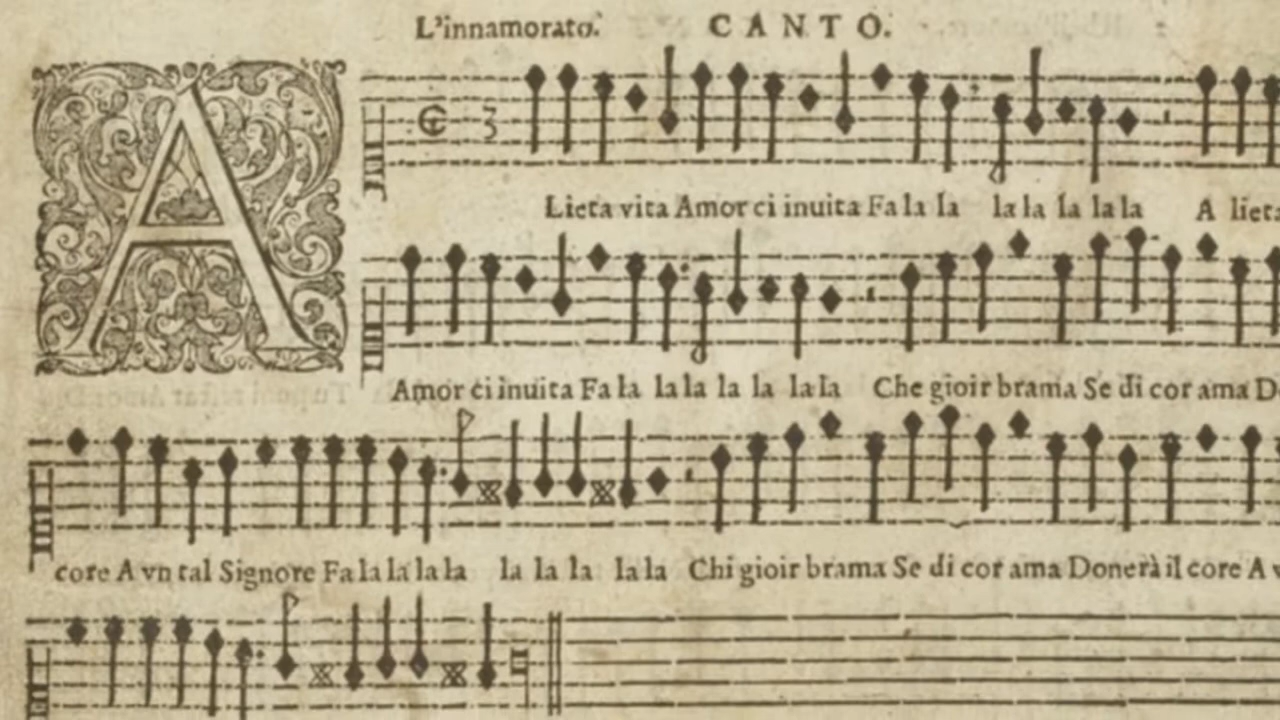 L'innamorato. CANTO.
A Lieta vita Amor ci inuita Fa la la la la la la la A lieta
Amor ci inuita Fa la la la la la la la Che gioir brama Se di cor ama
core A vn tal Signore Fa la la la la la la la la la Chi gioir brama Se di cor ama Donerà il core A